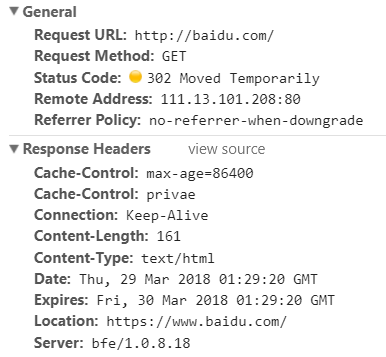 ▼ General
Request URL: http://baidu.com/
Request Method: GET
Status Code: 302 Moved Temporarily
Remote Address: 111.13.101.208:80
Referrer Policy: no-referrer-when-downgrade
▼ Response Headers view source
Cache-Control: max-age=86400
Cache-Control: privae
Connection: Keep-Alive
Content-Length: 161
Content-Type: text/html
Date: Thu, 29 Mar 2018 01:29:20 GMT
Expires: Fri, 30 Mar 2018 01:29:20 GMT
Location: https://www.baidu.com/
Server: bfe/1.0.8.18